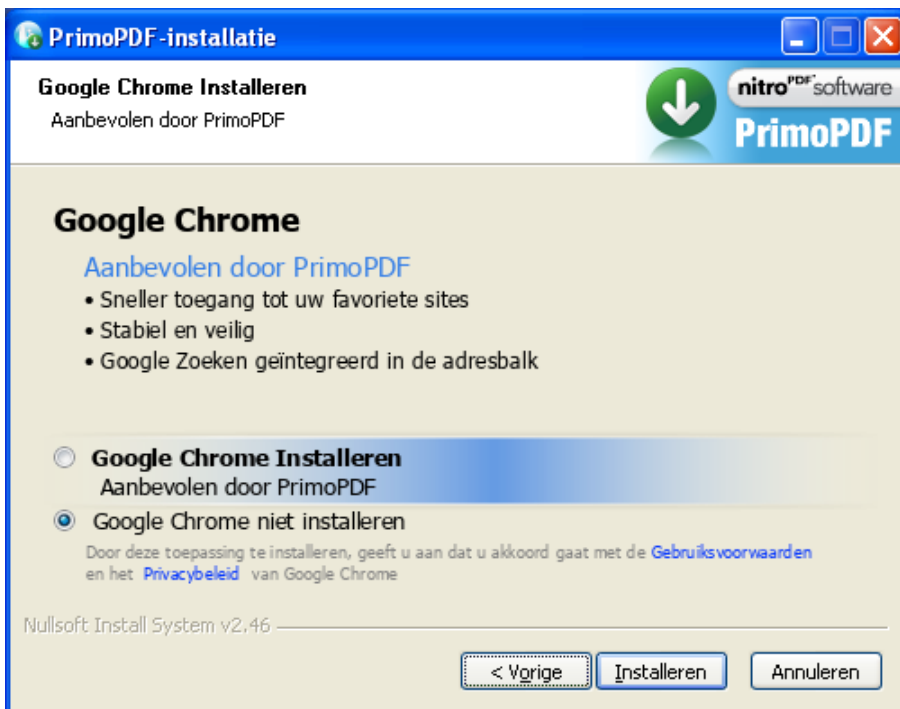 PrimoPDF-installatie
Google Chrome Installeren
Aanbevolen door PrimoPDF
nitroPDF software
PrimoPDF
Google Chrome
Aanbevolen door PrimoPDF
• Sneller toegang tot uw favoriete sites
• Stabiel en veilig
• Google Zoeken geïntegreerd in de adresbalk
Google Chrome Installeren
Aanbevolen door PrimoPDF
Google Chrome niet installeren
Door deze toepassing te installeren, geeft u aan dat u akkoord gaat met de Gebruiksvoorwaarden
en het Privacybeleid van Google Chrome
Nullsoft Install System v2.46
< Vorige Installeren Annuleren